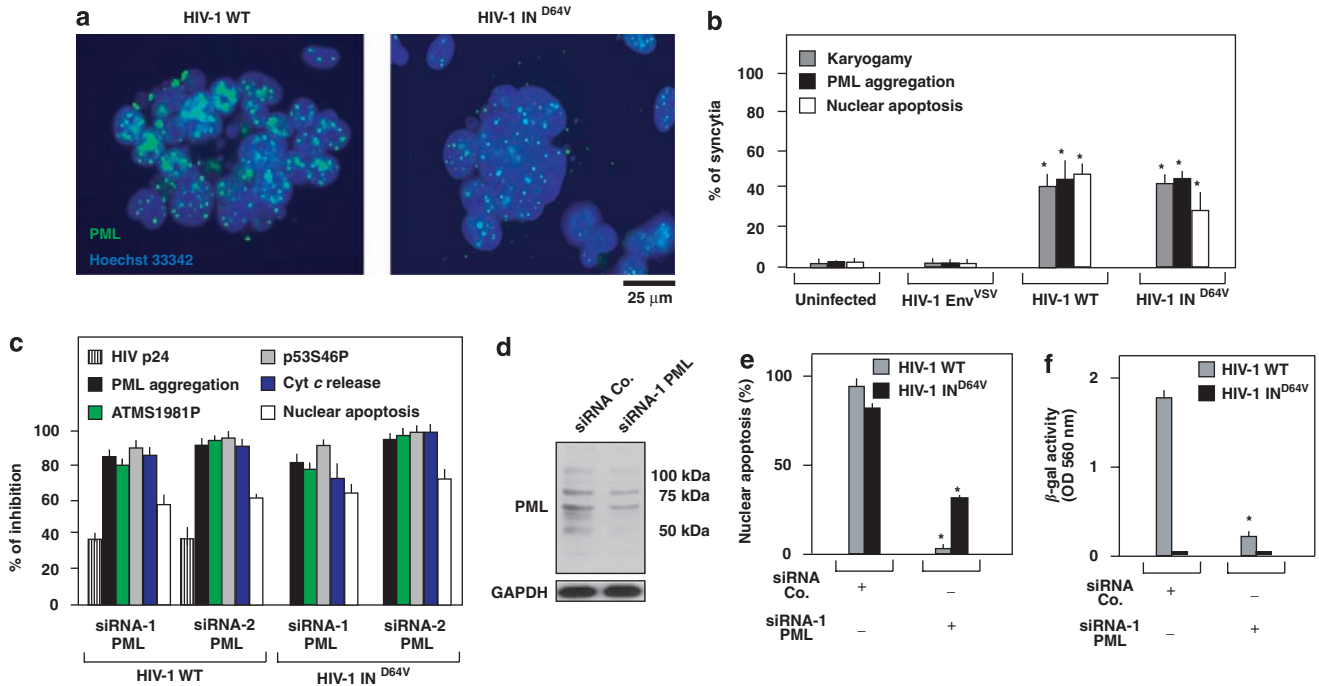 a
HIV-1 WT
HIV-1 IN D64V
PML
Hoechst 33342
25 μm
b
Karyogamy
PML aggregation
Nuclear apoptosis
% of syncytia
100
80
60
40
20
0
* * *
* * *
Uninfected
HIV-1 EnvVSV
HIV-1 WT
HIV-1 IN D64V
c
HIV p24
PML aggregation
ATMS1981P
p53S46P
Cyt c release
Nuclear apoptosis
% of inhibition
100
80
60
40
20
0
siRNA-1 PML
siRNA-2 PML
siRNA-1 PML
siRNA-2 PML
HIV-1 WT
HIV-1 IN D64V
d
siRNA Co.
siRNA-1 PML
PML
100 kDa
75 kDa
50 kDa
GAPDH
e
HIV-1 WT
HIV-1 IND64V
Nuclear apoptosis (%)
100
50
0
* *
siRNA Co. + –
siRNA-1 PML – +
f
HIV-1 WT
HIV-1 IND64V
β-gal activity
(OD 560 nm)
2
1
0
*
siRNA Co. + –
siRNA-1 PML – +